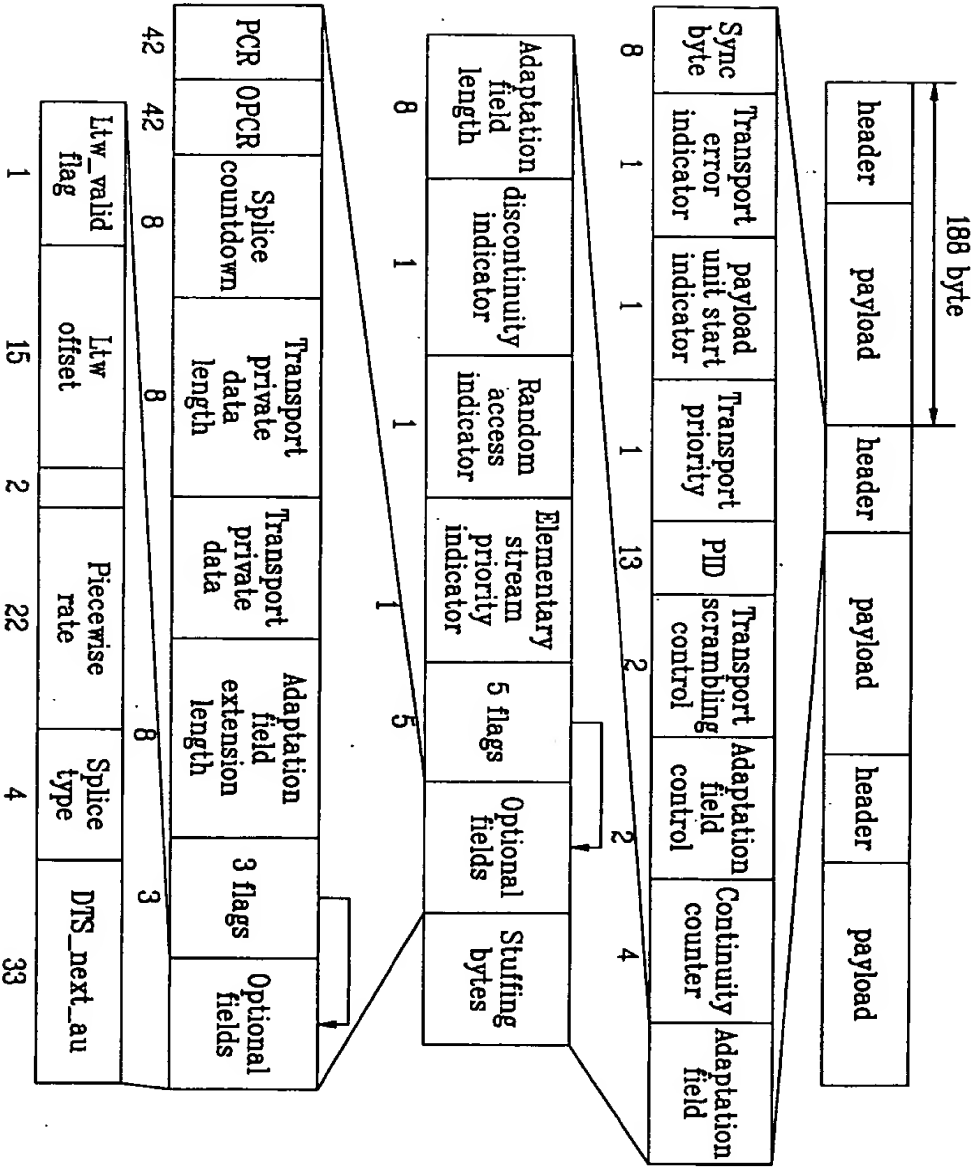 188 byte
header
payload
header
payload
header
payload
Sync
byte
8
Transport
error
indicator
1
payload
unit start
indicator
1
Transport
priority
1
PID
13
Transport
scrambling
control
2
Adaptation
field
control
2
Continuity
counter
4
Adaptation
field
Adaptation
field
length
8
discontinuity
indicator
1
Random
access
indicator
1
Elementary
stream
priority
indicator
1
5 flags
5
Optional
fields
Stuffing
bytes
PCR
42
OPCR
42
Splice
countdown
8
Transport
private
data
length
8
Transport
private
data
Adaptation
field
extension
length
8
3 flags
3
Optional
fields
Ltw_valid
flag
1
Ltw
offset
15
2
Piecewise
rate
22
Splice
type
4
DTS_next_au
33